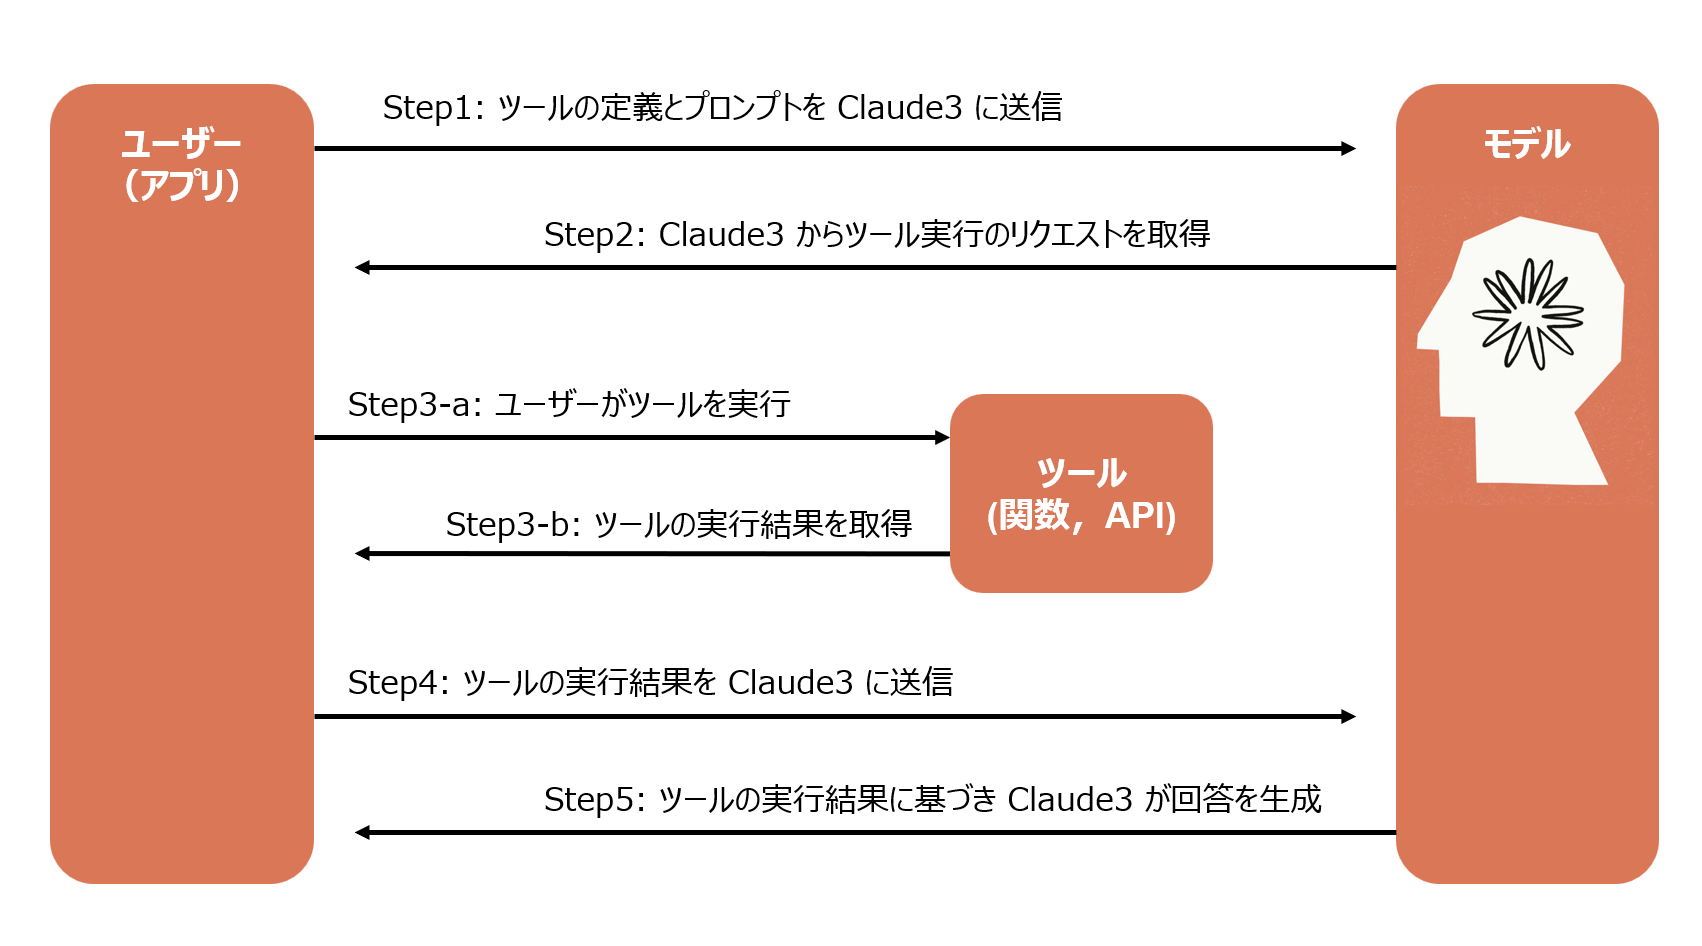 ユーザー
（アプリ）
Step1: ツールの定義とプロンプトを Claude3 に送信
モデル
Step2: Claude3 からツール実行のリクエストを取得
Step3-a: ユーザーがツールを実行
ツール
(関数，API)
Step3-b: ツールの実行結果を取得
Step4: ツールの実行結果を Claude3 に送信
Step5: ツールの実行結果に基づき Claude3 が回答を生成